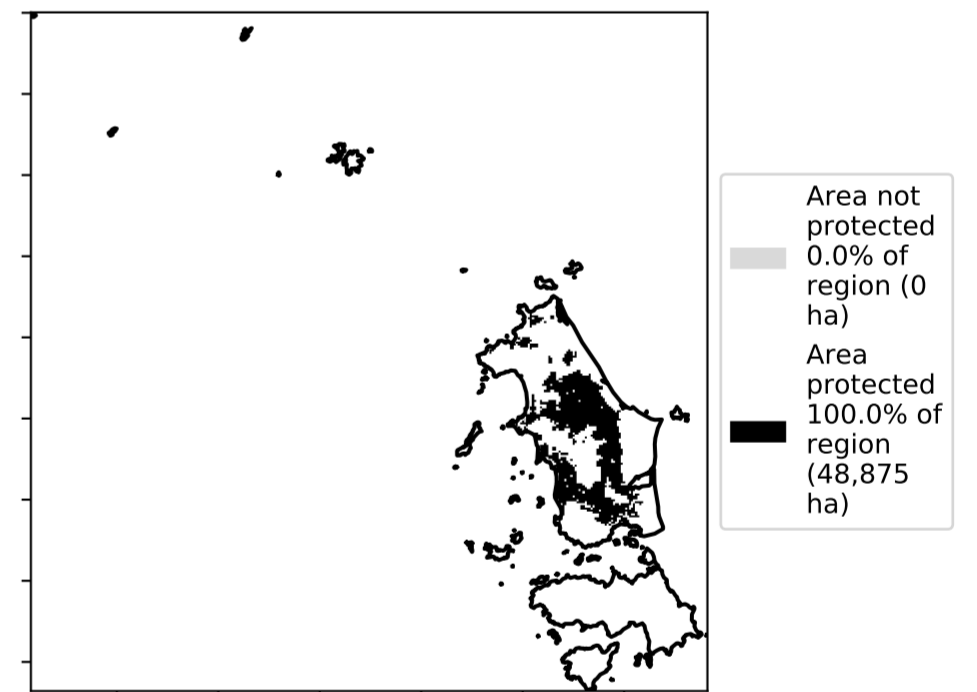 Area not
protected
0.0% of
region (0
ha)
Area
protected
100.0% of
region
(48,875
ha)